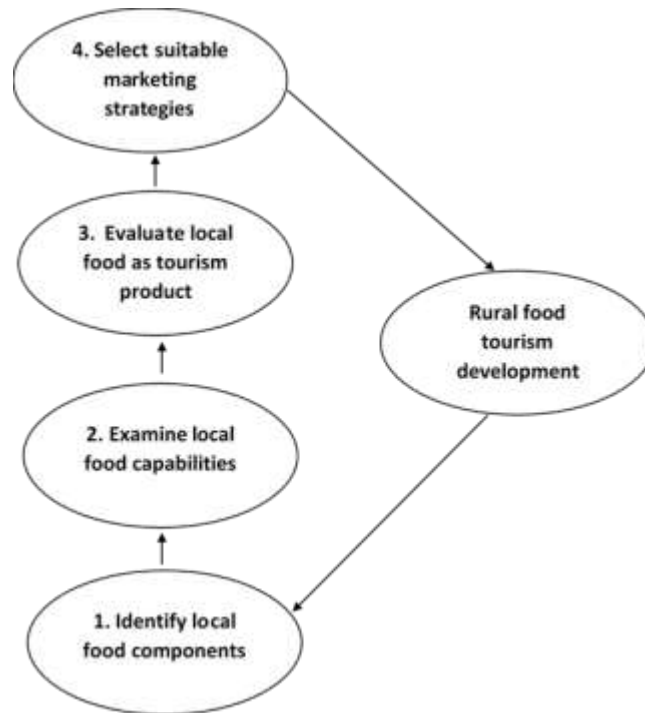 4. Select suitable
marketing
strategies
3. Evaluate local
food as tourism
product
Rural food
tourism
development
2. Examine local
food capabilities
1. Identify local
food components